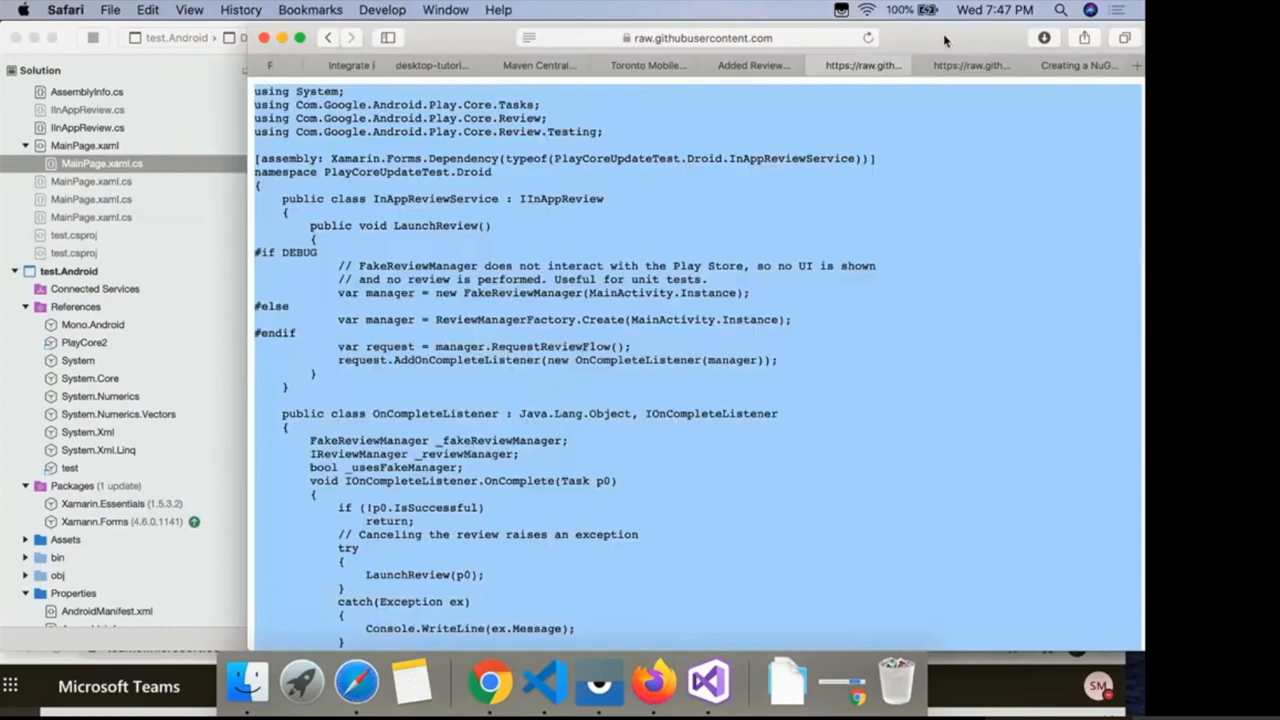 Safari File Edit View History Bookmarks Develop Window Help 100% Wed 7:47 PM
test.Android D raw.githubusercontent.com
Solution
F Integrate i desktop-tutori... Maven Central... Toronto Mobile... Added Review... https://raw.gith... https://raw.gith... Creating a NuG...
AssemblyInfo.cs
IInAppReview.cs
IInAppReview.cs
MainPage.xaml
MainPage.xaml.cs
MainPage.xaml.cs
MainPage.xaml.cs
MainPage.xaml.cs
test.csproj
test.csproj
test.Android
Connected Services
References
Mono.Android
PlayCore2
System
System.Core
System.Numerics
System.Numerics.Vectors
System.Xml
System.Xml.Linq
test
Packages (1 update)
Xamarin.Essentials (1.5.3.2)
Xamarin.Forms (4.6.0.1141)
Assets
bin
obj
Properties
AndroidManifest.xml
using System;
using Com.Google.Android.Play.Core.Tasks;
using Com.Google.Android.Play.Core.Review;
using Com.Google.Android.Play.Core.Review.Testing;
[assembly: Xamarin.Forms.Dependency(typeof(PlayCoreUpdateTest.Droid.InAppReviewService))]
namespace PlayCoreUpdateTest.Droid
{
public class InAppReviewService : IInAppReview
{
public void LaunchReview()
{
#if DEBUG
// FakeReviewManager does not interact with the Play Store, so no UI is shown
// and no review is performed. Useful for unit tests.
var manager = new FakeReviewManager(MainActivity.Instance);
#else
var manager = ReviewManagerFactory.Create(MainActivity.Instance);
#endif
var request = manager.RequestReviewFlow();
request.AddOnCompleteListener(new OnCompleteListener(manager));
}
}
public class OnCompleteListener : Java.Lang.Object, IOnCompleteListener
{
FakeReviewManager _fakeReviewManager;
IReviewManager _reviewManager;
bool _usesFakeManager;
void IOnCompleteListener.OnComplete(Task p0)
{
if (!p0.IsSuccessful)
return;
// Canceling the review raises an exception
try
{
LaunchReview(p0);
}
catch(Exception ex)
{
Console.WriteLine(ex.Message);
}
Microsoft Teams
SM